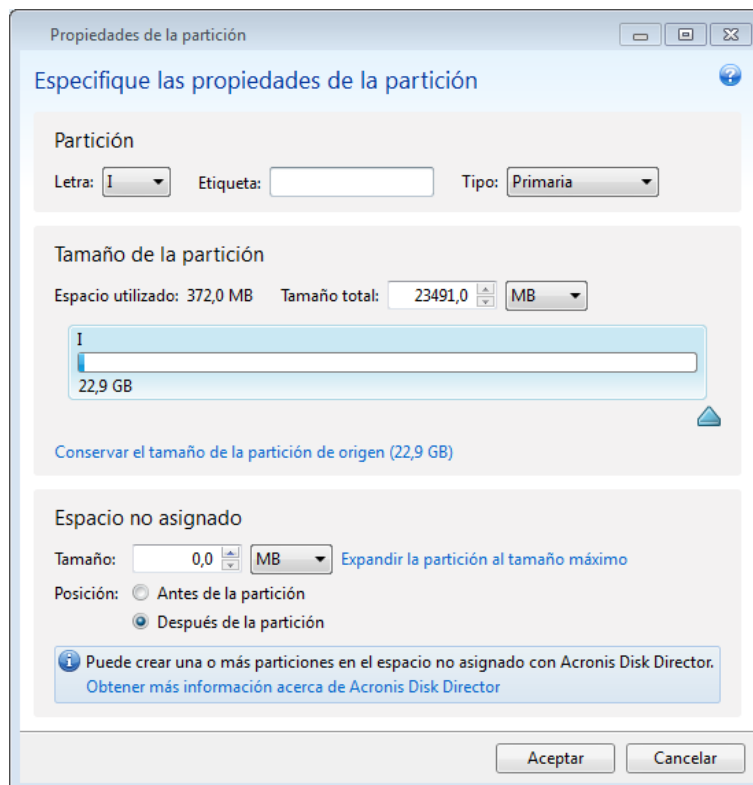 Propiedades de la partición
Especifique las propiedades de la partición
Partición
Letra: I Etiqueta: Tipo: Primaria
Tamaño de la partición
Espacio utilizado: 372,0 MB Tamaño total: 23491,0 MB
I
22,9 GB
Conservar el tamaño de la partición de origen (22,9 GB)
Espacio no asignado
Tamaño: 0,0 MB Expandir la partición al tamaño máximo
Posición: Antes de la partición
Después de la partición
Puede crear una o más particiones en el espacio no asignado con Acronis Disk Director.
Obtener más información acerca de Acronis Disk Director
Aceptar Cancelar